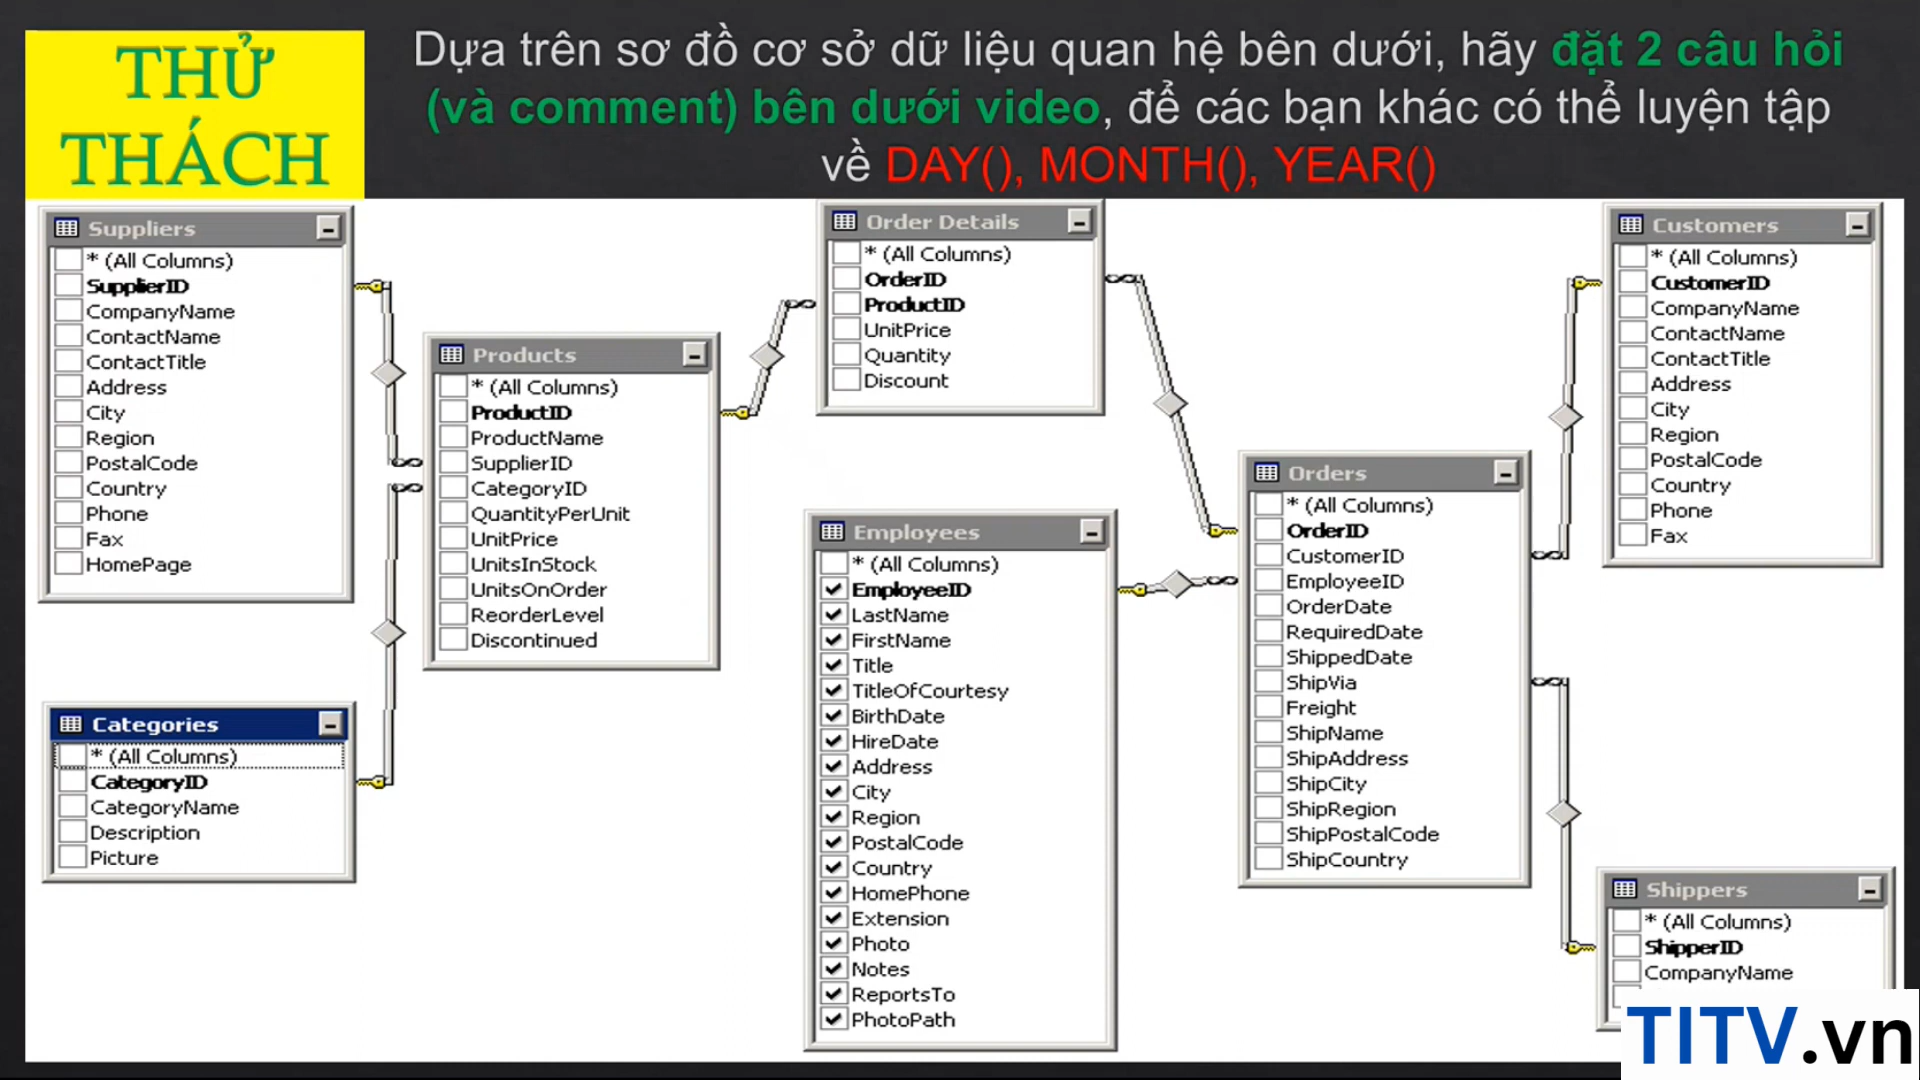 THỬ
THÁCH
Dựa trên sơ đồ cơ sở dữ liệu quan hệ bên dưới, hãy đặt 2 câu hỏi
(và comment) bên dưới video, để các bạn khác có thể luyện tập
về DAY(), MONTH(), YEAR()
Suppliers
* (All Columns)
SupplierID
CompanyName
ContactName
ContactTitle
Address
City
Region
PostalCode
Country
Phone
Fax
HomePage
Categories
* (All Columns)
CategoryID
CategoryName
Description
Picture
Products
* (All Columns)
ProductID
ProductName
SupplierID
CategoryID
QuantityPerUnit
UnitPrice
UnitsInStock
UnitsOnOrder
ReorderLevel
Discontinued
Order Details
* (All Columns)
OrderID
ProductID
UnitPrice
Quantity
Discount
Employees
* (All Columns)
EmployeeID
LastName
FirstName
Title
TitleOfCourtesy
BirthDate
HireDate
Address
City
Region
PostalCode
Country
HomePhone
Extension
Photo
Notes
ReportsTo
PhotoPath
Orders
* (All Columns)
OrderID
CustomerID
EmployeeID
OrderDate
RequiredDate
ShippedDate
ShipVia
Freight
ShipName
ShipAddress
ShipCity
ShipRegion
ShipPostalCode
ShipCountry
Customers
* (All Columns)
CustomerID
CompanyName
ContactName
ContactTitle
Address
City
Region
PostalCode
Country
Phone
Fax
Shippers
* (All Columns)
ShipperID
CompanyName
TITV.vn